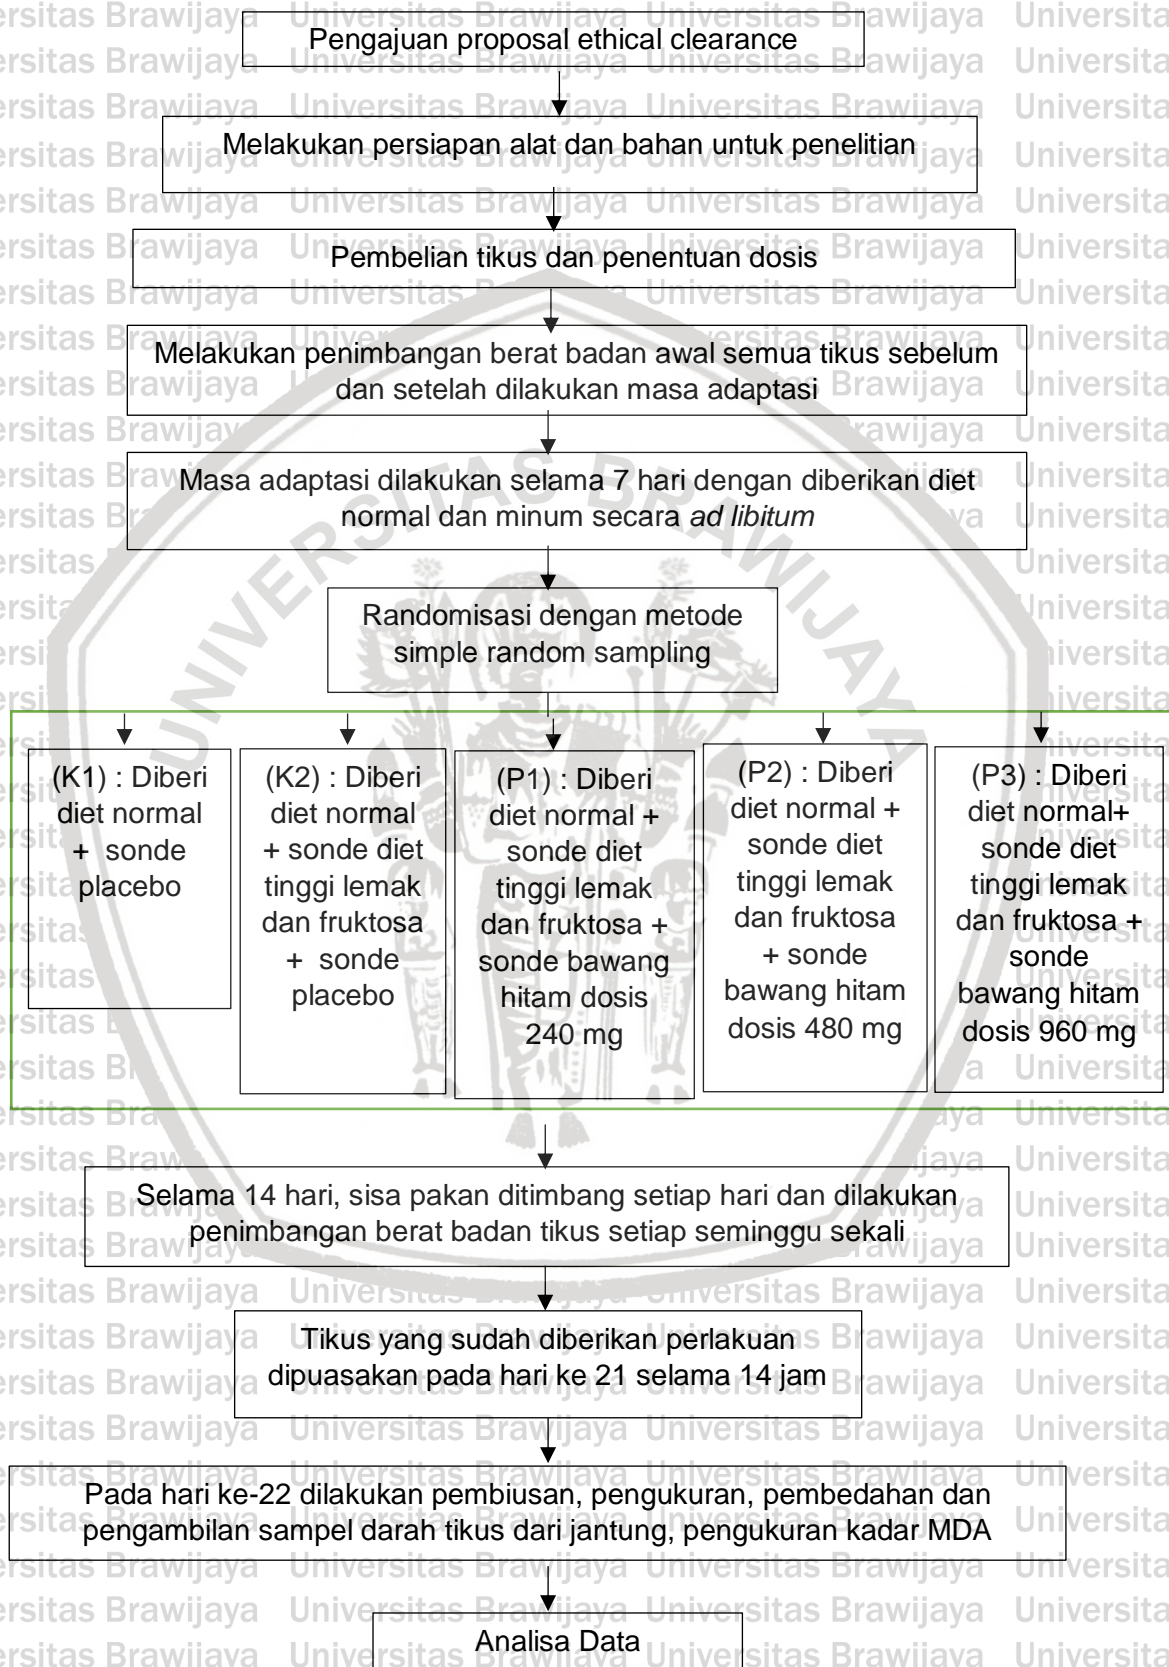 Pengajuan proposal ethical clearance
Melakukan persiapan alat dan bahan untuk penelitian
Pembelian tikus dan penentuan dosis
Melakukan penimbangan berat badan awal semua tikus sebelum
dan setelah dilakukan masa adaptasi
Masa adaptasi dilakukan selama 7 hari dengan diberikan diet
normal dan minum secara ad libitum
Randomisasi dengan metode
simple random sampling
(K1) : Diberi
diet normal
+ sonde
placebo
(K2) : Diberi
diet normal
+ sonde diet
tinggi lemak
dan fruktosa
+ sonde
placebo
(P1) : Diberi
diet normal +
sonde diet
tinggi lemak
dan fruktosa +
sonde bawang
hitam dosis
240 mg
(P2) : Diberi
diet normal +
sonde diet
tinggi lemak
dan fruktosa
+ sonde
bawang hitam
dosis 480 mg
(P3) : Diberi
diet normal+
sonde diet
tinggi lemak
dan fruktosa +
sonde
bawang hitam
dosis 960 mg
Selama 14 hari, sisa pakan ditimbang setiap hari dan dilakukan
penimbangan berat badan tikus setiap seminggu sekali
Tikus yang sudah diberikan perlakuan
dipuasakan pada hari ke 21 selama 14 jam
Pada hari ke-22 dilakukan pembiusan, pengukuran, pembedahan dan
pengambilan sampel darah tikus dari jantung, pengukuran kadar MDA
Analisa Data
UNIVERSITAS BRAWIJAYA